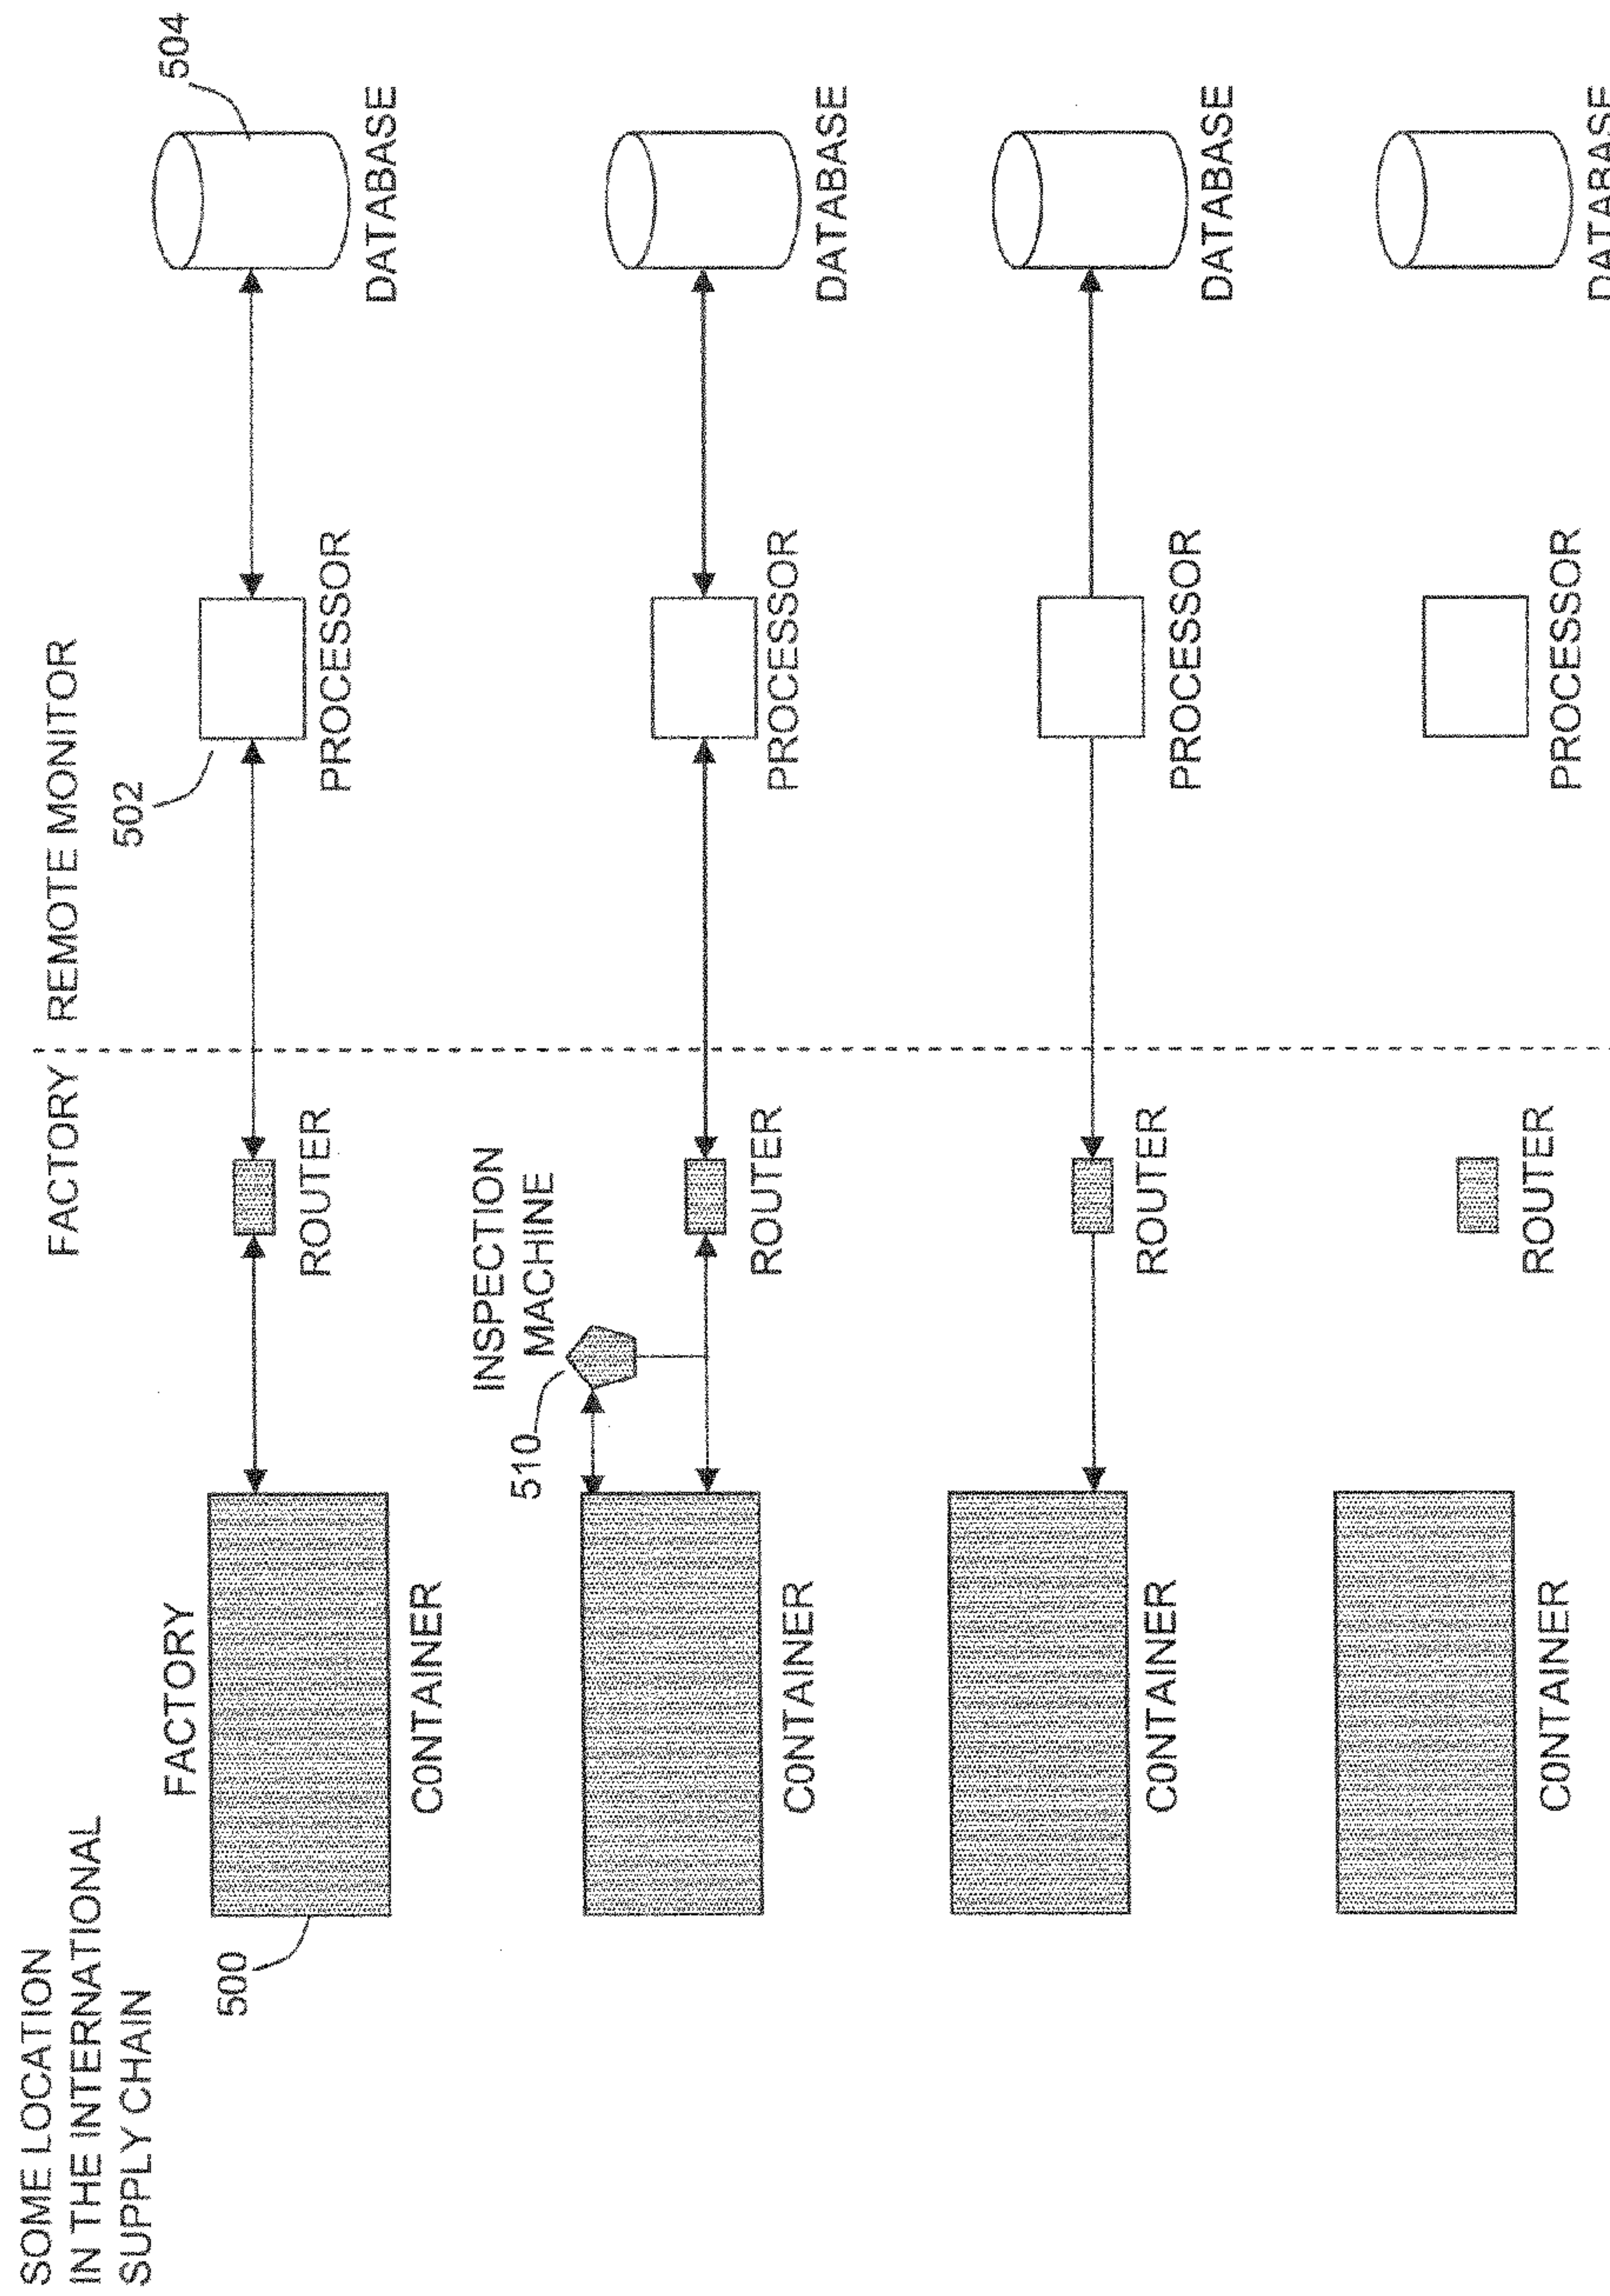 SOME LOCATION
IN THE INTERNATIONAL
SUPPLY CHAIN
FACTORY
REMOTE MONITOR
502
504
FACTORY
500
CONTAINER
ROUTER
PROCESSOR
DATABASE
510
INSPECTION
MACHINE
CONTAINER
ROUTER
PROCESSOR
DATABASE
CONTAINER
ROUTER
PROCESSOR
DATABASE
CONTAINER
ROUTER
PROCESSOR
DATABASE